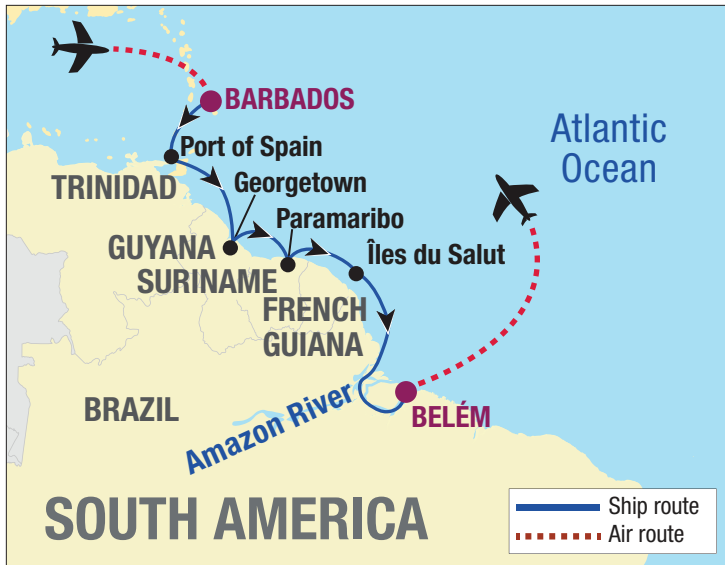 BARBADOS
Atlantic
Ocean
Port of Spain
TRINIDAD
Georgetown
Paramaribo
GUYANA
SURINAME
Îles du Salut
FRENCH
GUIANA
BRAZIL
Amazon River
BELÉM
SOUTH AMERICA
Ship route
Air route